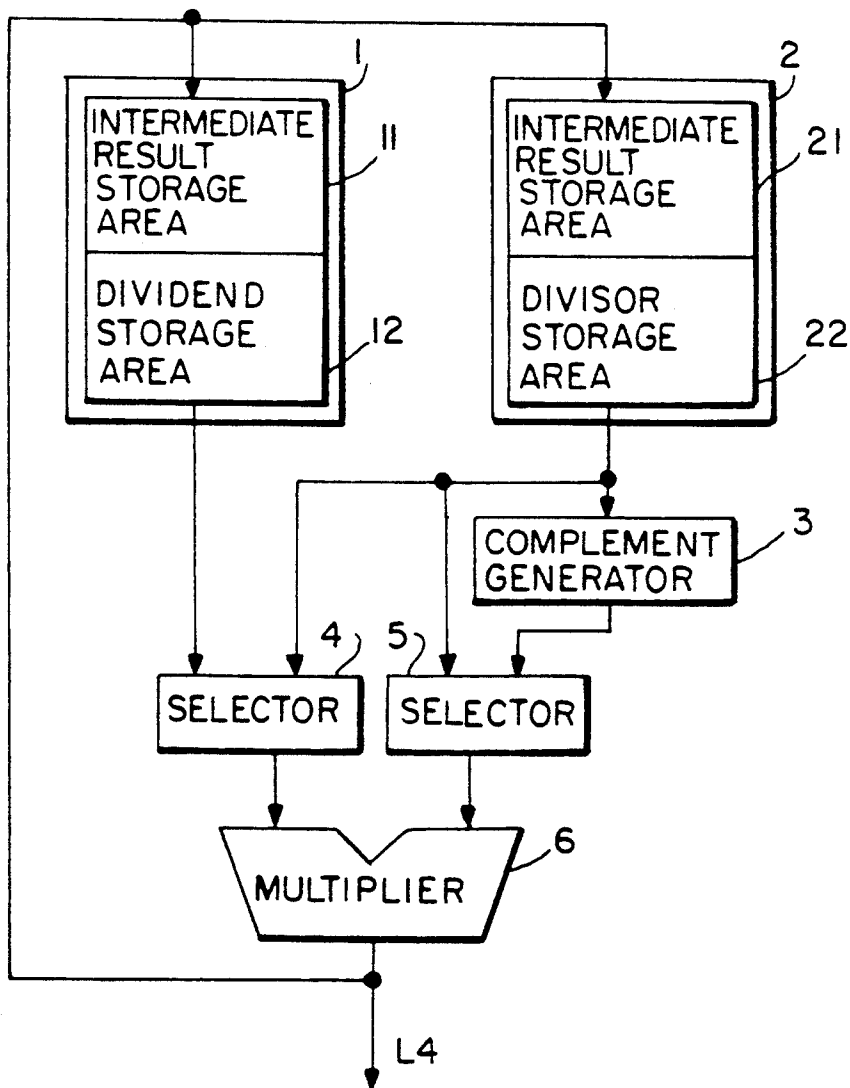 1
2
INTERMEDIATE
RESULT
STORAGE
AREA
11
DIVIDEND
STORAGE
AREA
12
INTERMEDIATE
RESULT
STORAGE
AREA
21
DIVISOR
STORAGE
AREA
22
COMPLEMENT
GENERATOR
3
4
SELECTOR
5
SELECTOR
MULTIPLIER
6
L4